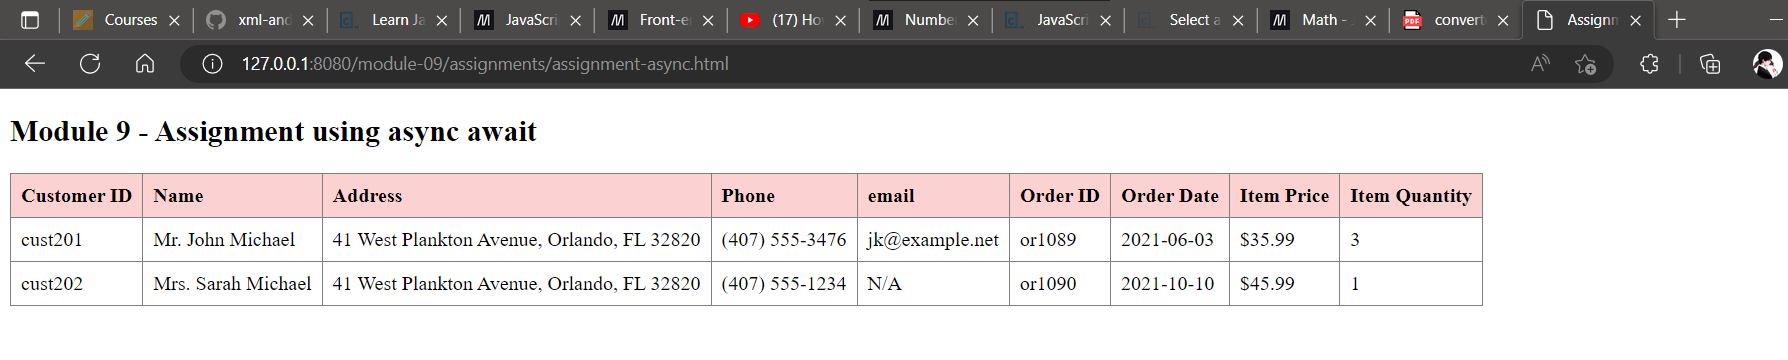 Courses xml-and Learn Ja JavaScri Front-e (17) Ho Number JavaScri Select a Math - convert Assignm
127.0.0.1:8080/module-09/assignments/assignment-async.html
Module 9 - Assignment using async await
Customer ID Name Address Phone email Order ID Order Date Item Price Item Quantity
cust201 Mr. John Michael 41 West Plankton Avenue, Orlando, FL 32820 (407) 555-3476 jk@example.net or1089 2021-06-03 $35.99 3
cust202 Mrs. Sarah Michael 41 West Plankton Avenue, Orlando, FL 32820 (407) 555-1234 N/A or1090 2021-10-10 $45.99 1